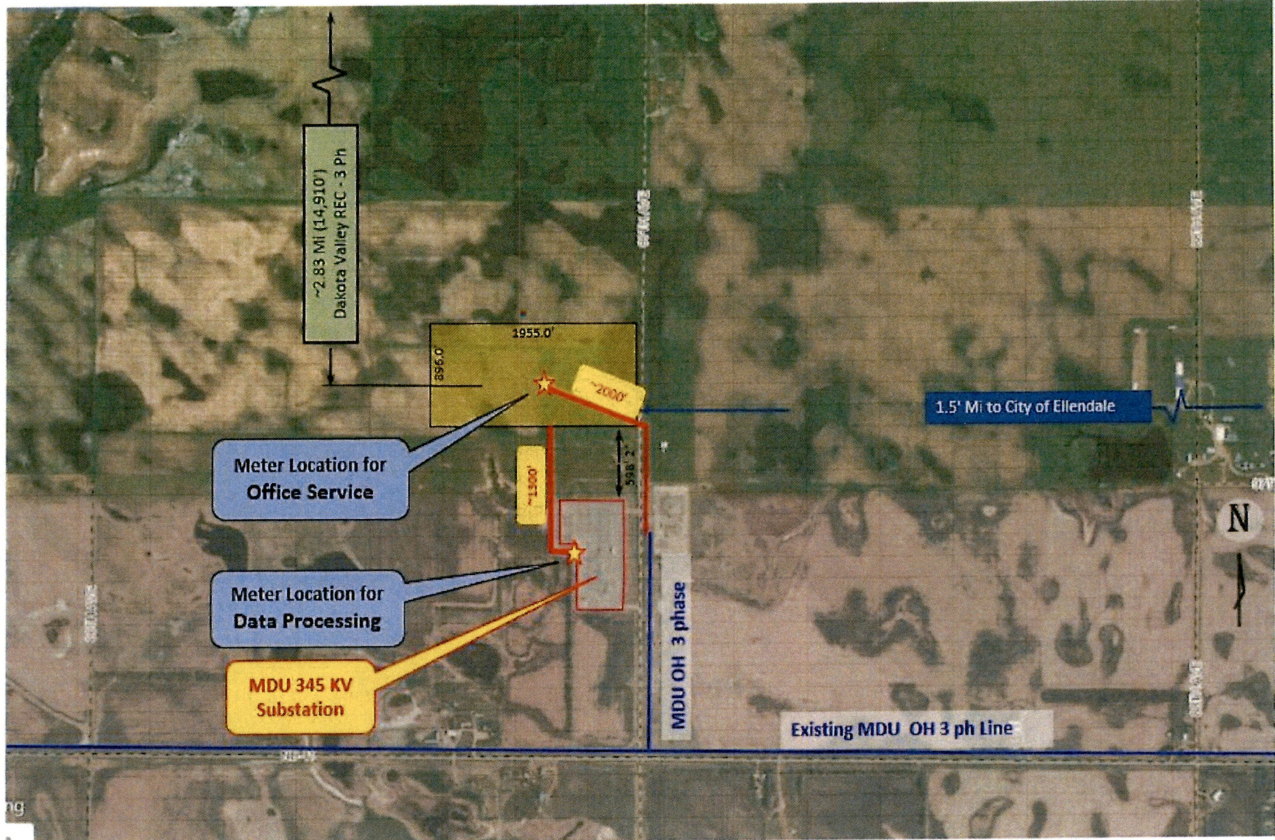 ~2.83 Mi (14,910')
Dakota Valley REC - 3 Ph
1955.0'
896.0'
~2000'
1.5' Mi to City of Ellendale
Meter Location for
Office Service
~1300'
598' 2"
N
Meter Location for
Data Processing
MDU 345 KV
Substation
MDU OH 3 phase
Existing MDU OH 3 ph Line
ng